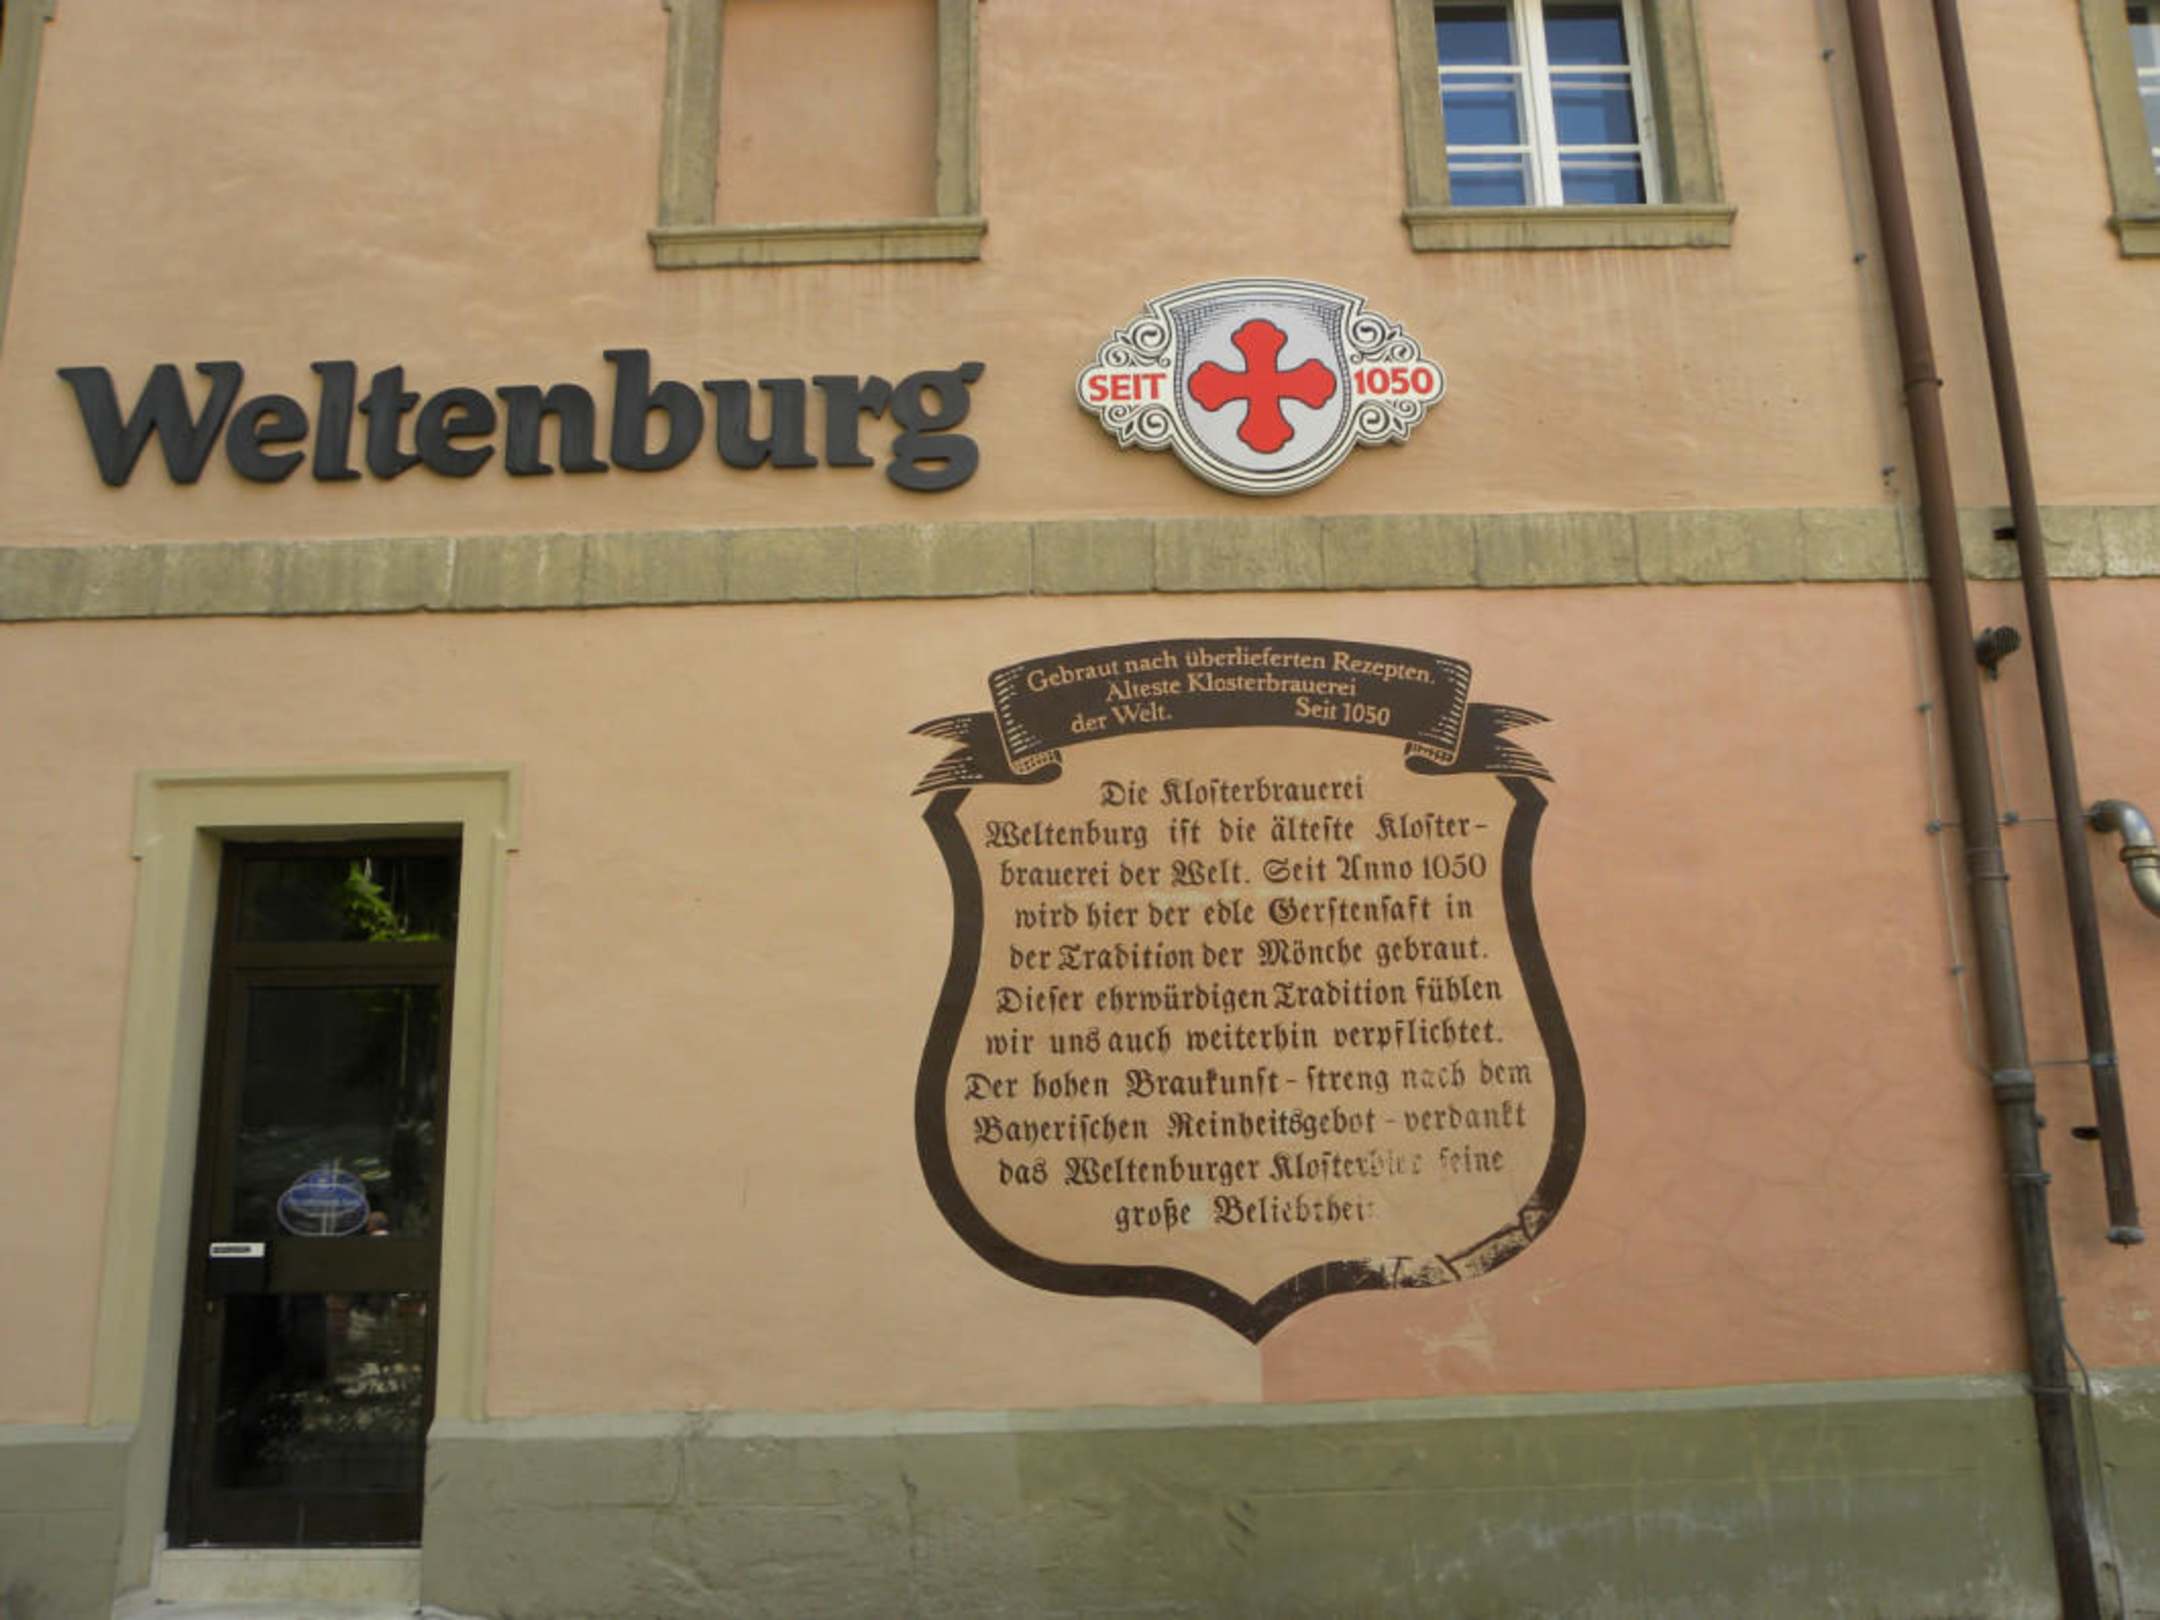 Weltenburg
SEIT 1050
Gebraut nach überlieferten Rezepten.
Älteste Klosterbrauerei
der Welt. Seit 1050
Die Kloſterbrauerei
Weltenburg iſt die älteſte Kloſter-
brauerei der Welt. Seit Anno 1050
wird hier der edle Gerſtenſaft in
der Tradition der Mönche gebraut.
Dieſer ehrwürdigen Tradition fühlen
wir uns auch weiterhin verpflichtet.
Der hohen Braukunſt - ſtreng nach dem
Bayeriſchen Reinheitsgebot - verdankt
das Weltenburger Kloſterbier ſeine
große Beliebtheit